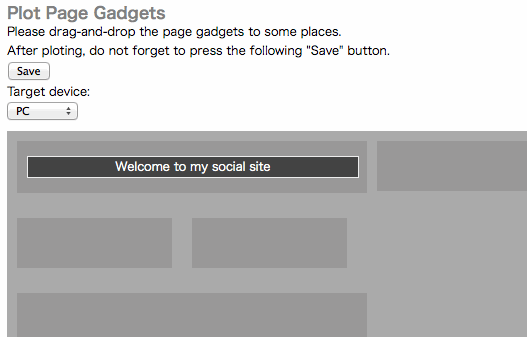 Plot Page Gadgets
Please drag-and-drop the page gadgets to some places.
After ploting, do not forget to press the following "Save" button.
Save
Target device:
PC
Welcome to my social site